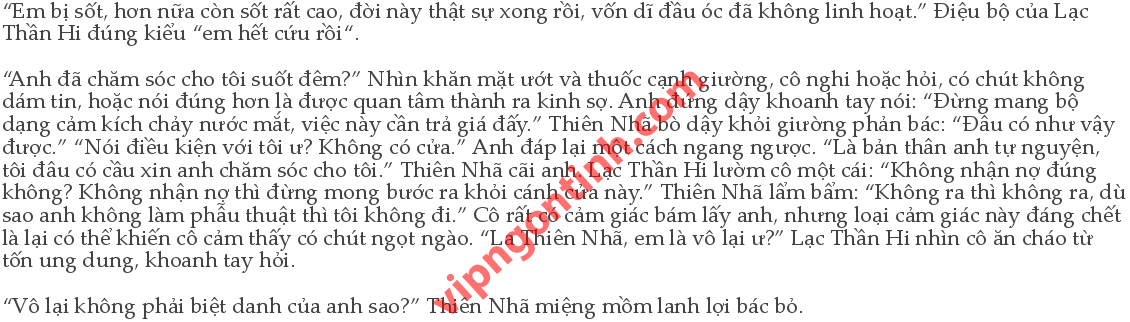 “Em bị sốt, hơn nữa còn sốt rất cao, đời này thật sự xong rồi, vốn dĩ đầu óc đã không linh hoạt.” Điệu bộ của Lạc
Thần Hi đúng kiểu “em hết cứu rồi“.
“Anh đã chăm sóc cho tôi suốt đêm?” Nhìn khăn mặt ướt và thuốc cạnh giường, cô nghi hoặc hỏi, có chút không
dám tin, hoặc nói đúng hơn là được quan tâm thành ra kinh sợ. Anh đứng dậy khoanh tay nói: “Đừng mang bộ
dạng cảm kích chảy nước mắt, việc này cần trả giá đấy.” Thiên Nhã bò dậy khỏi giường phản bác: “Đâu có như vậy
được.” “Nói điều kiện với tôi ư? Không có cửa.” Anh đáp lại một cách ngang ngược. “Là bản thân anh tự nguyện,
tôi đâu có cầu xin anh chăm sóc cho tôi.” Thiên Nhã cãi anh. Lạc Thần Hi lườm cô một cái: “Không nhận nợ đúng
không? Không nhận nợ thì đừng mong bước ra khỏi cánh cửa này.” Thiên Nhã lẩm bẩm: “Không ra thì không ra, dù
sao anh không làm phẫu thuật thì tôi không đi.” Cô rất có cảm giác bám lấy anh, nhưng loại cảm giác này đáng chết
là lại có thể khiến cô cảm thấy có chút ngọt ngào. “Lạ Thiên Nhã, em là vô lại ư?” Lạc Thần Hi nhìn cô ăn cháo từ
tốn ung dung, khoanh tay hỏi.
“Vô lại không phải biệt danh của anh sao?” Thiên Nhã miệng mồm lanh lợi bác bỏ.
vipngontinh.com